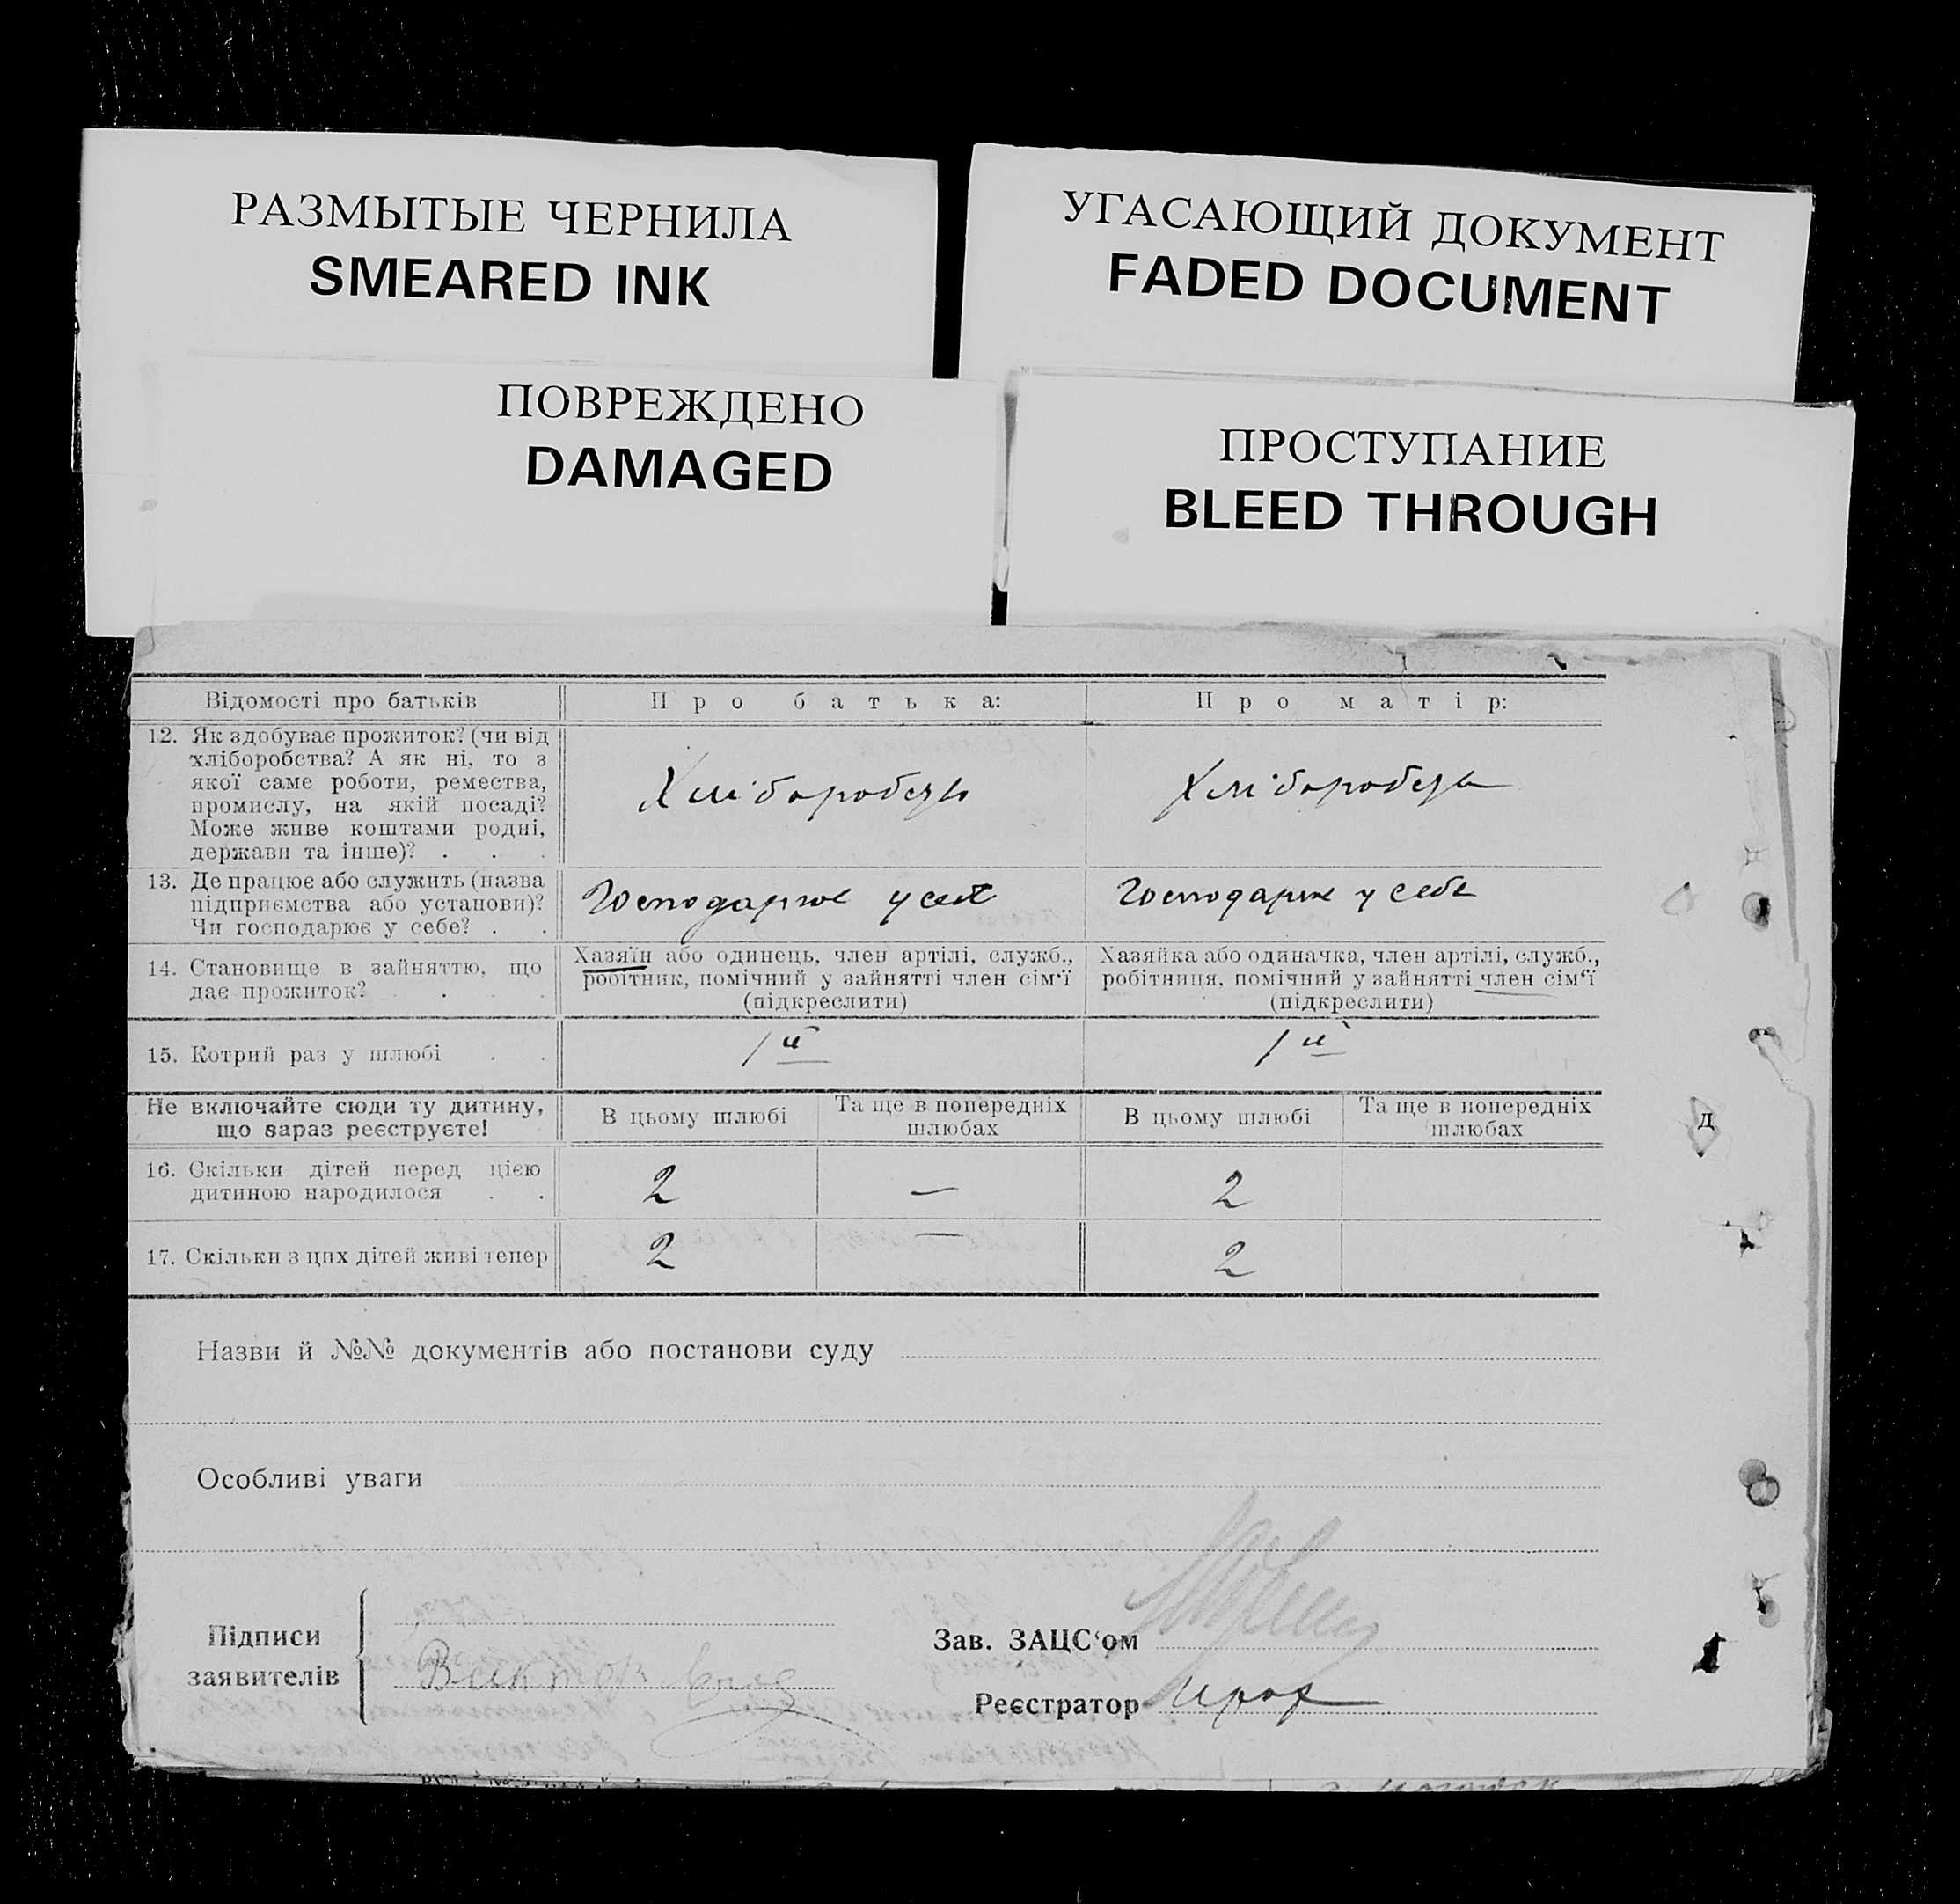 РАЗМЫТЫЕ ЧЕРНИЛА
SMEARED INK
УГАСАЮЩИЙ ДОКУМЕНТ
FADED DOCUMENT
ПОВРЕЖДЕНО
DAMAGED
ПРОСТУПАНИЕ
BLEED THROUGH
Відомості про батьків
Про батька:
Про матір:
12. Як здобуває прожиток? (чи від
хліборобства? А як ні, то з
якої саме роботи, ремества,
промислу, на якій посаді?
Може живе коштами родні,
держави та інше)? . . .
Хліборобець
Хліборобець
13. Де працює або служить (назва
підприємства або установи)?
Чи господарює у себе? . .
Господарює у себе
Господарює у себе
14. Становище в зайняттю, що
дає прожиток? . . .
Хазяїн або одинець, член артілі, служб.,
робітник, помічний у зайнятті член сім‘ї
(підкреслити)
Хазяйка або одиначка, член артілі, служб.,
робітниця, помічний у зайнятті член сім‘ї
(підкреслити)
15. Котрий раз у шлюбі . .
1й
1й
Не включайте сюди ту дитину,
що зараз реєструєте!
В цьому шлюбі
Та ще в попередніх
шлюбах
В цьому шлюбі
Та ще в попередніх
шлюбах
16. Скільки дітей перед цією
дитиною народилося . .
2
—
2
17. Скільки з цих дітей живі тепер
2
—
2
Назви й №№ документів або постанови суду
Особливі уваги
Підписи
заявителів
Виктор
Зав. ЗАЦС‘ом
Реєстратор
Д